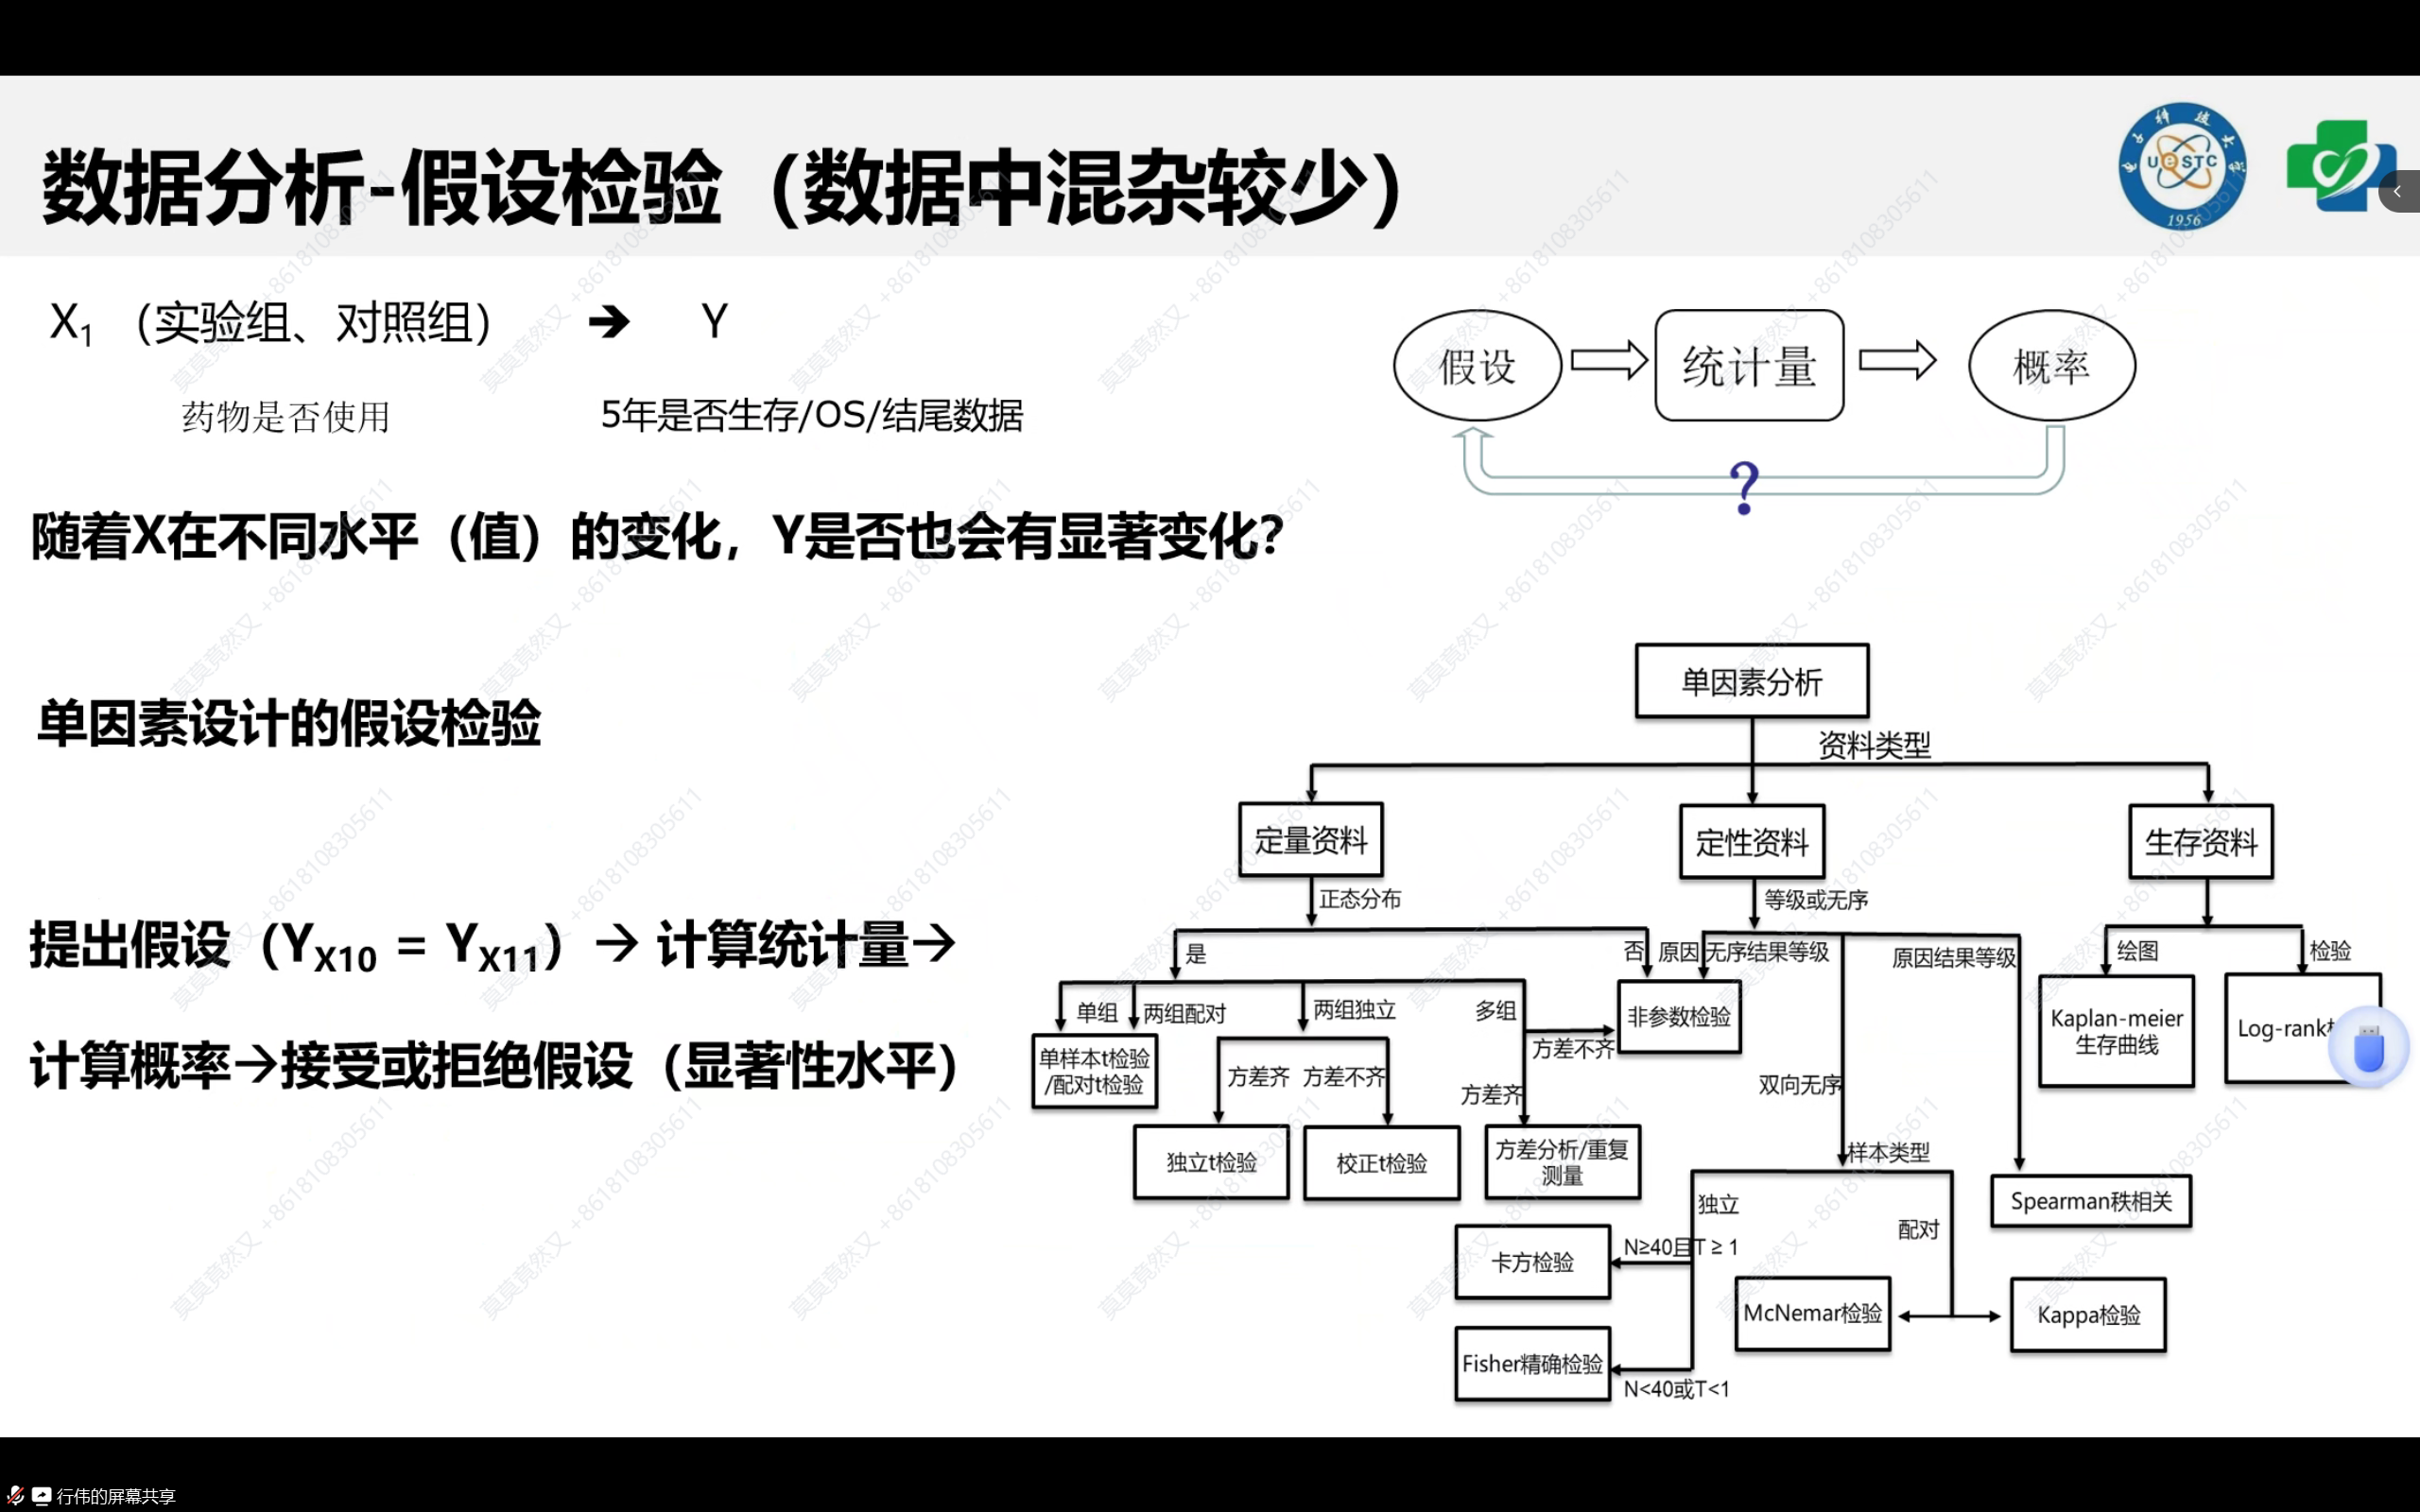 数据分析-假设检验（数据中混杂较少）
UESTC
1956
X1 （实验组、对照组） ➔ Y
药物是否使用 5年是否生存/OS/结尾数据
假设
统计量
概率
?
随着X在不同水平（值）的变化，Y是否也会有显著变化？
单因素设计的假设检验
提出假设（YX10 = YX11）→ 计算统计量→
计算概率→接受或拒绝假设（显著性水平）
单因素分析
资料类型
定量资料
定性资料
生存资料
正态分布
等级或无序
是
否
原因无序结果等级
原因结果等级
绘图
检验
单组
两组配对
两组独立
多组
非参数检验
方差不齐
Kaplan-meier
生存曲线
Log-rank
单样本t检验
/配对t检验
方差齐
方差不齐
方差齐
双向无序
独立t检验
校正t检验
方差分析/重复
测量
样本类型
Spearman秩相关
独立
配对
卡方检验
N≥40且T ≥ 1
McNemar检验
Kappa检验
Fisher精确检验
N<40或T<1
莫莫竟然又 +8618108305611
行伟的屏幕共享